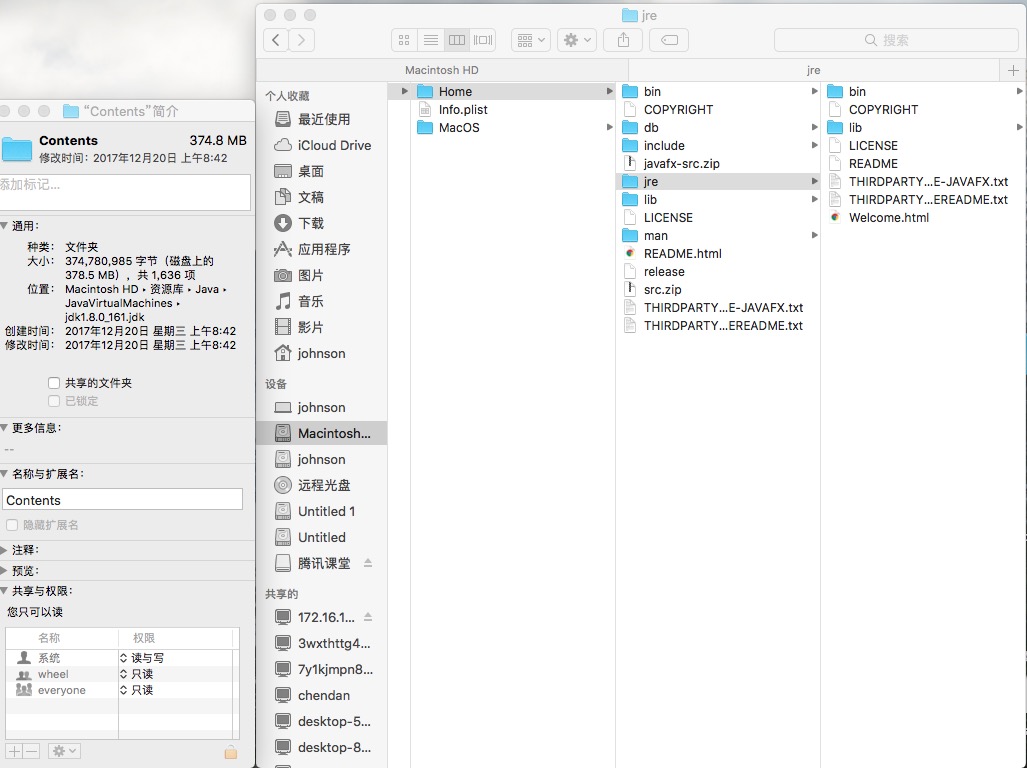 “Contents”简介
Contents 374.8 MB
修改时间：2017年12月20日 上午8:42
添加标记...
通用：
种类： 文件夹
大小： 374,780,985 字节（磁盘上的
378.5 MB），共 1,636 项
位置： Macintosh HD ▸ 资源库 ▸ Java ▸
JavaVirtualMachines ▸
jdk1.8.0_161.jdk
创建时间： 2017年12月20日 星期三 上午8:42
修改时间： 2017年12月20日 星期三 上午8:42
共享的文件夹
已锁定
更多信息：
--
名称与扩展名：
Contents
隐藏扩展名
注释：
预览：
共享与权限：
您只可以读
名称 权限
系统 读与写
wheel 只读
everyone 只读
jre
搜索
Macintosh HD
jre
个人收藏
最近使用
iCloud Drive
桌面
文稿
下载
应用程序
图片
音乐
影片
johnson
设备
johnson
Macintosh...
johnson
远程光盘
Untitled 1
Untitled
腾讯课堂
共享的
172.16.1...
3wxthttg4...
7y1kjmpn8...
chendan
desktop-5...
desktop-8...
Home
Info.plist
MacOS
bin
COPYRIGHT
db
include
javafx-src.zip
jre
lib
LICENSE
man
README.html
release
src.zip
THIRDPARTY...E-JAVAFX.txt
THIRDPARTY...EREADME.txt
bin
COPYRIGHT
lib
LICENSE
README
THIRDPARTY...E-JAVAFX.txt
THIRDPARTY...EREADME.txt
Welcome.html